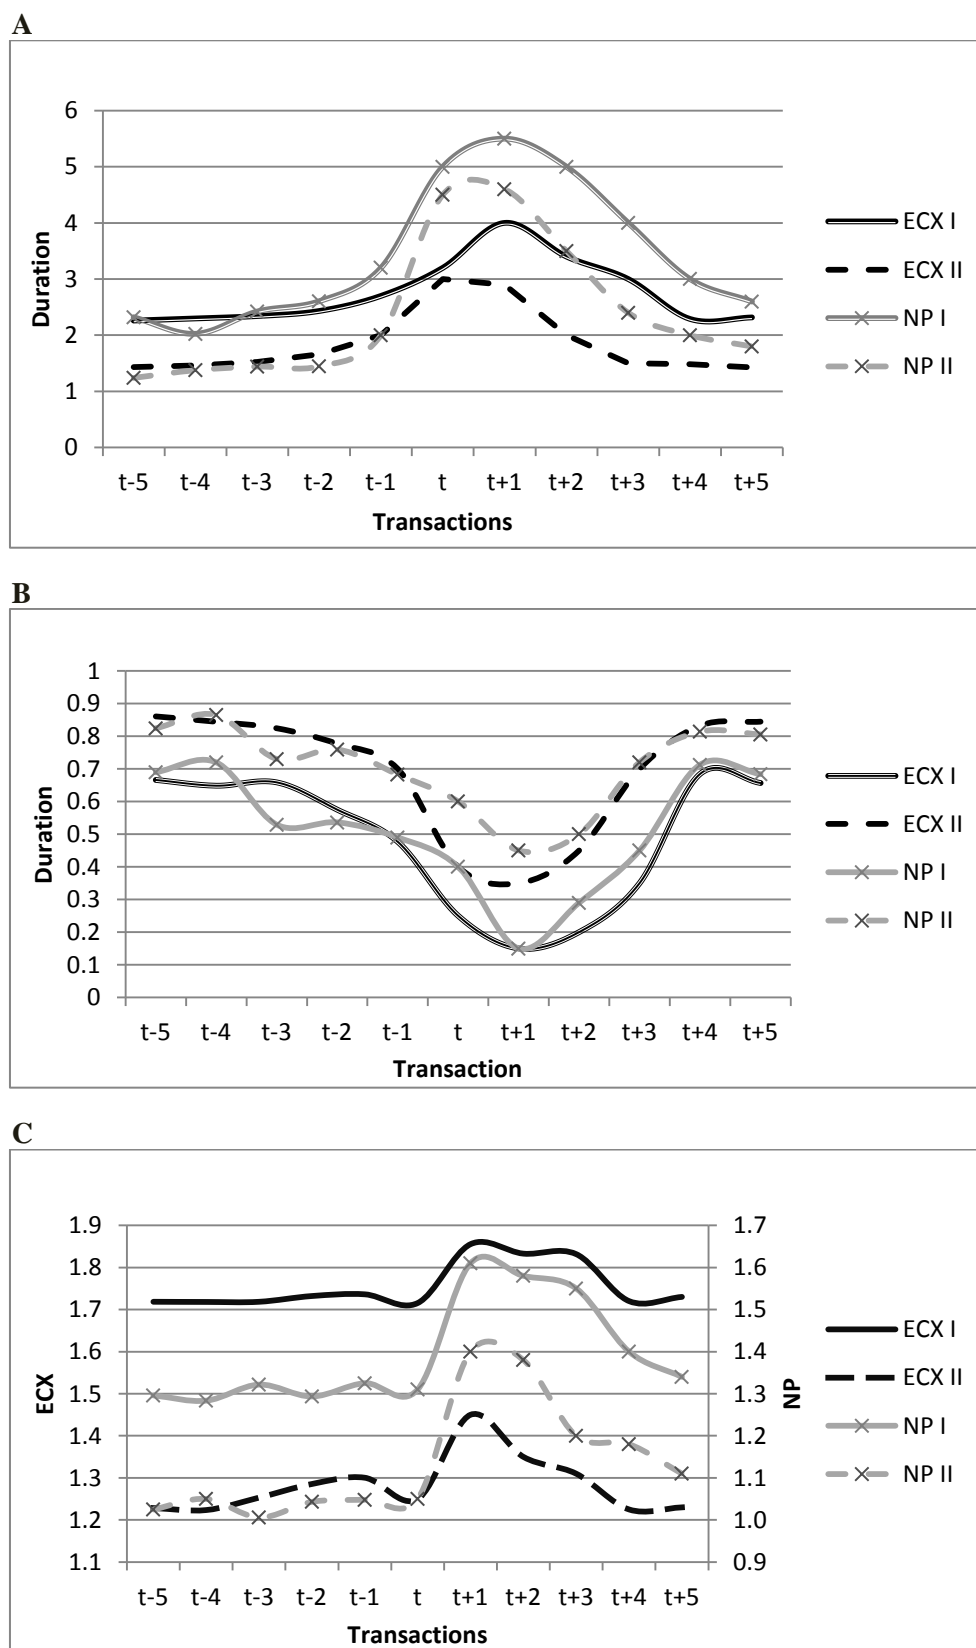 A
6
5
4
3
2
1
0
Duration
t-5 t-4 t-3 t-2 t-1 t t+1 t+2 t+3 t+4 t+5
Transactions
ECX I
ECX II
NP I
NP II
B
1
0.9
0.8
0.7
0.6
0.5
0.4
0.3
0.2
0.1
0
Duration
t-5 t-4 t-3 t-2 t-1 t t+1 t+2 t+3 t+4 t+5
Transaction
ECX I
ECX II
NP I
NP II
C
1.9
1.8
1.7
1.6
1.5
1.4
1.3
1.2
1.1
ECX
1.7
1.6
1.5
1.4
1.3
1.2
1.1
1.0
0.9
NP
t-5 t-4 t-3 t-2 t-1 t t+1 t+2 t+3 t+4 t+5
Transactions
ECX I
ECX II
NP I
NP II